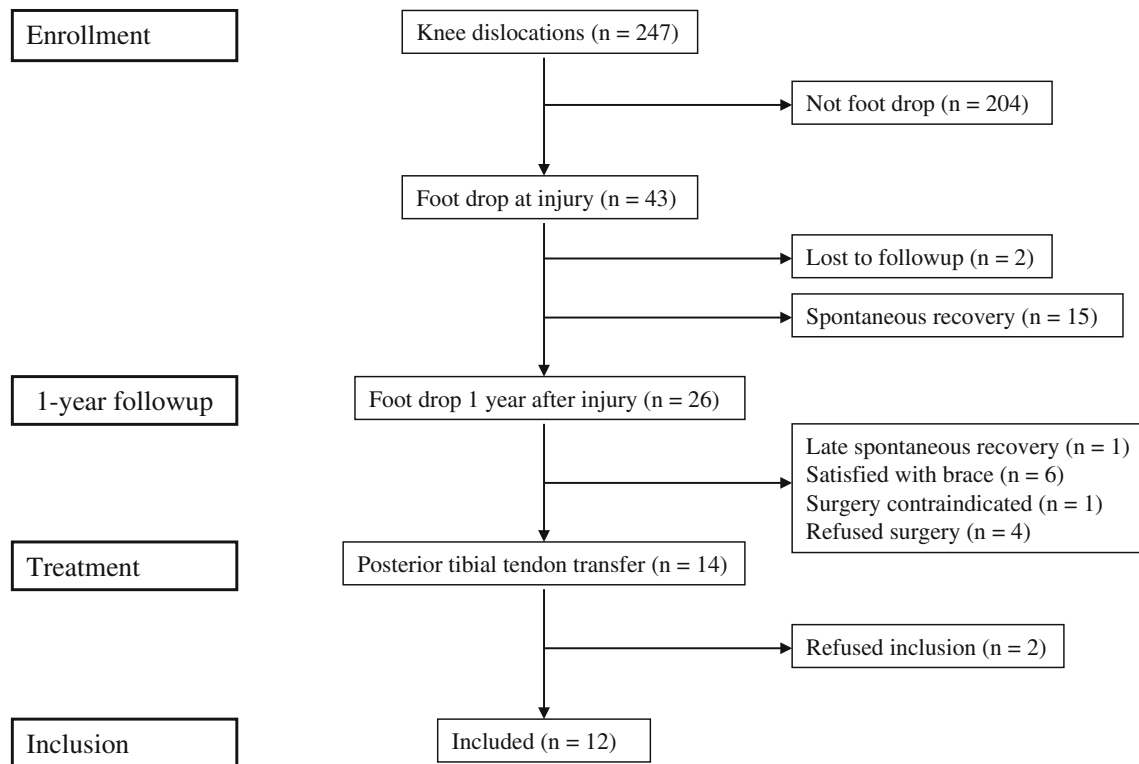 Enrollment
Knee dislocations (n = 247)
Not foot drop (n = 204)
Foot drop at injury (n = 43)
Lost to followup (n = 2)
Spontaneous recovery (n = 15)
1-year followup
Foot drop 1 year after injury (n = 26)
Late spontaneous recovery (n = 1)
Satisfied with brace (n = 6)
Surgery contraindicated (n = 1)
Refused surgery (n = 4)
Treatment
Posterior tibial tendon transfer (n = 14)
Refused inclusion (n = 2)
Inclusion
Included (n = 12)